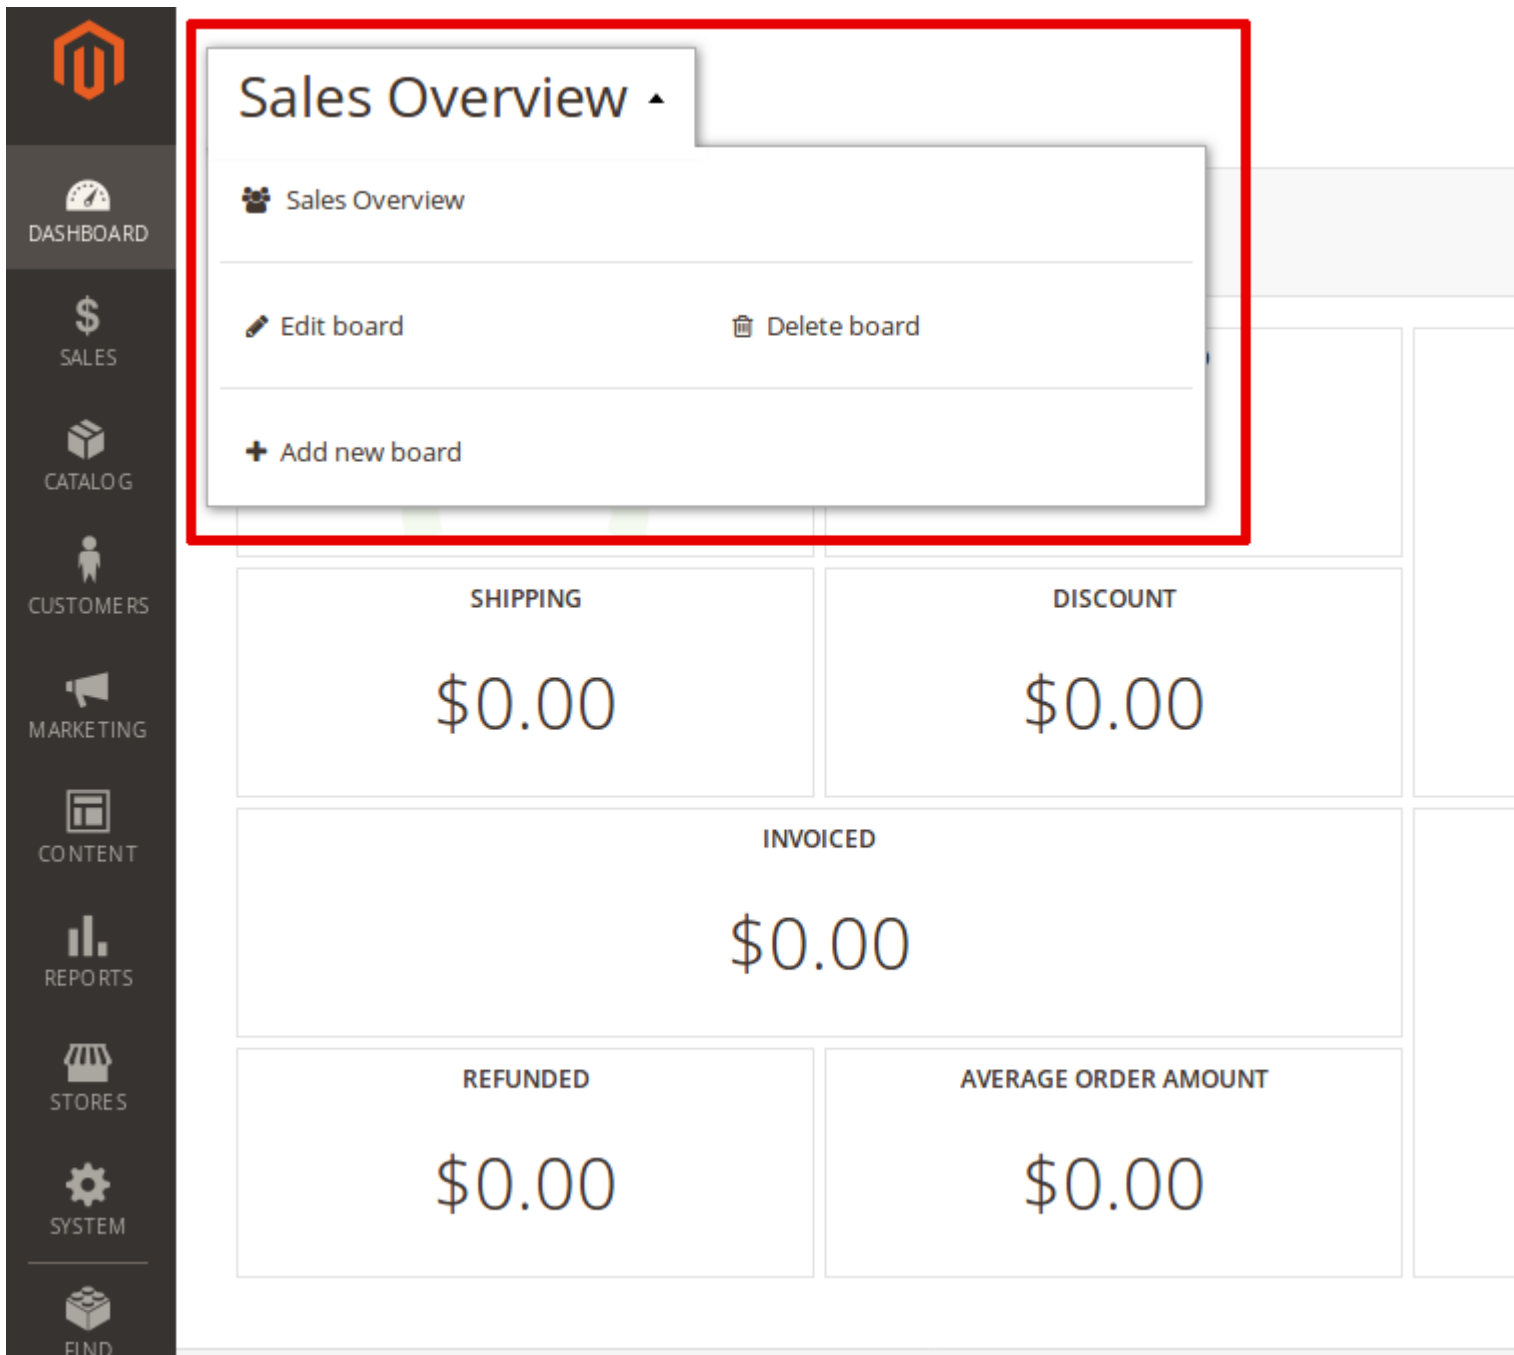 Sales Overview
Sales Overview
Edit board
Delete board
Add new board
DASHBOARD
SALES
CATALOG
CUSTOMERS
MARKETING
CONTENT
REPORTS
STORES
SYSTEM
FIND
SHIPPING
$0.00
DISCOUNT
$0.00
INVOICED
$0.00
REFUNDED
$0.00
AVERAGE ORDER AMOUNT
$0.00